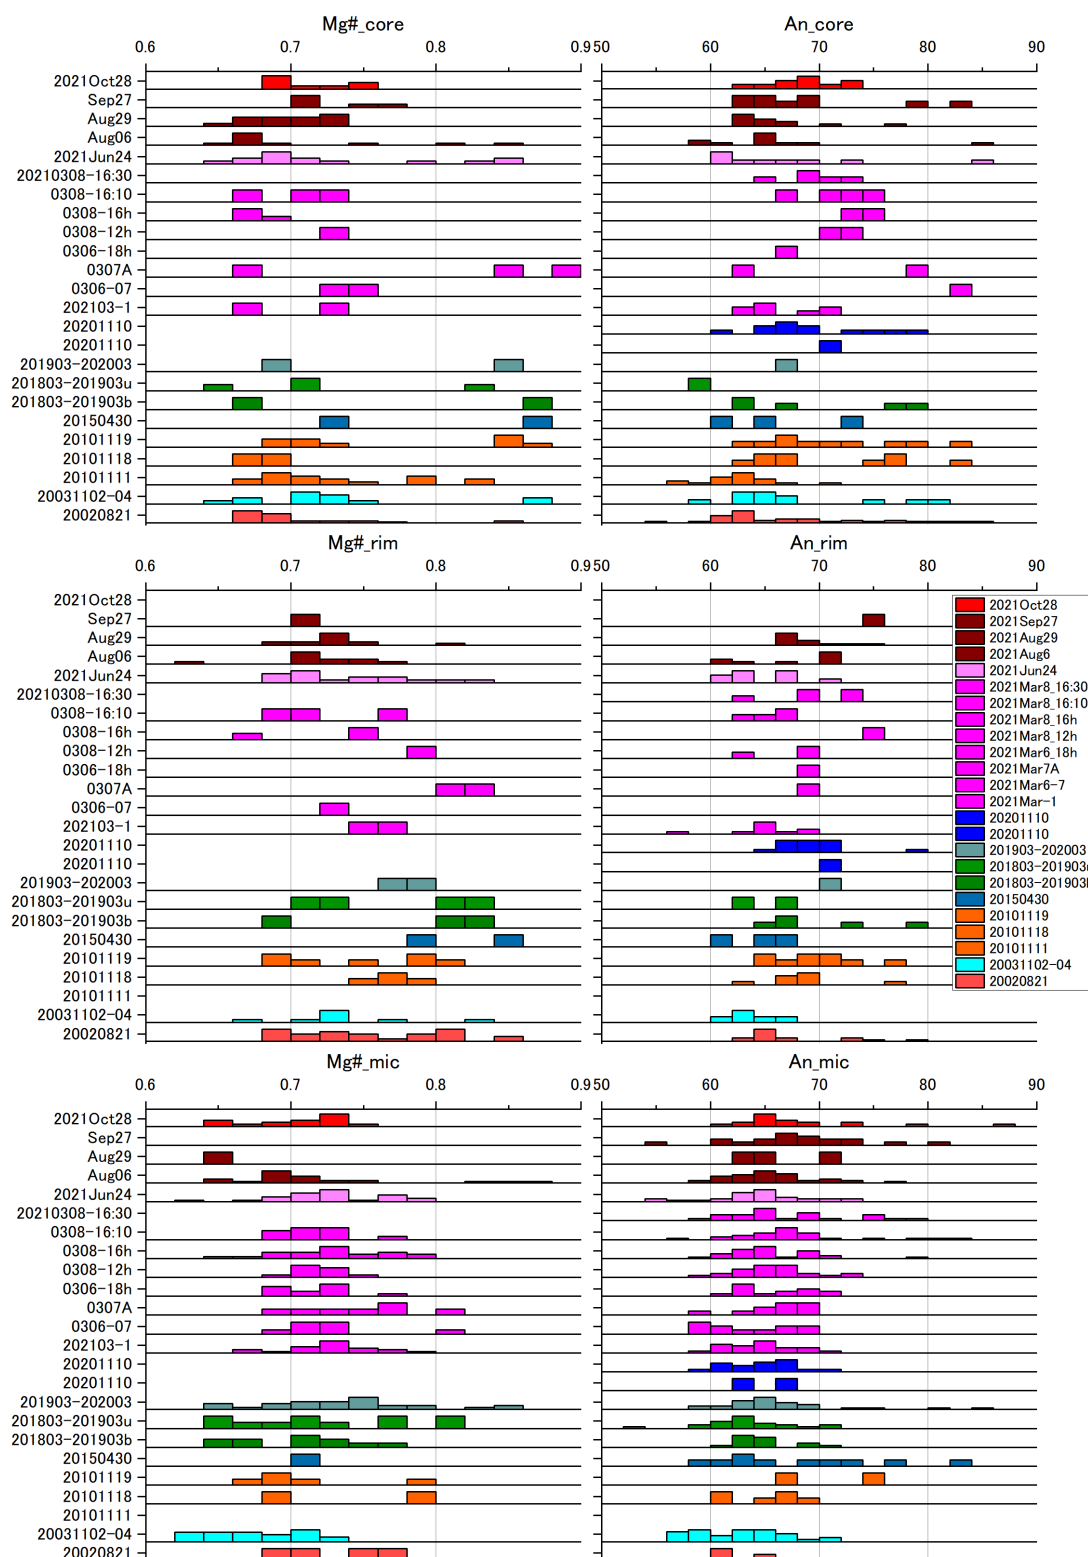 Mg#_core
An_core
0.6 0.7 0.8 0.9 50 60 70 80 90
2021Oct28
Sep27
Aug29
Aug06
2021Jun24
20210308-16:30
0308-16:10
0308-16h
0308-12h
0306-18h
0307A
0306-07
202103-1
20201110
20201110
201903-202003
201803-201903u
201803-201903b
20150430
20101119
20101118
20101111
20031102-04
20020821
Mg#_rim
An_rim
0.6 0.7 0.8 0.9 50 60 70 80 90
2021Oct28
Sep27
Aug29
Aug06
2021Jun24
20210308-16:30
0308-16:10
0308-16h
0308-12h
0306-18h
0307A
0306-07
202103-1
20201110
20201110
201903-202003
201803-201903u
201803-201903b
20150430
20101119
20101118
20101111
20031102-04
20020821
2021Oct28
2021Sep27
2021Aug29
2021Aug6
2021Jun24
2021Mar8_16:30
2021Mar8_16:10
2021Mar8_16h
2021Mar8_12h
2021Mar6_18h
2021Mar7A
2021Mar6-7
2021Mar-1
20201110
20201110
201903-202003
201803-201903
201803-201903
20150430
20101119
20101118
20101111
20031102-04
20020821
Mg#_mic
An_mic
0.6 0.7 0.8 0.9 50 60 70 80 90
2021Oct28
Sep27
Aug29
Aug06
2021Jun24
20210308-16:30
0308-16:10
0308-16h
0308-12h
0306-18h
0307A
0306-07
202103-1
20201110
20201110
201903-202003
201803-201903u
201803-201903b
20150430
20101119
20101118
20101111
20031102-04
20020821